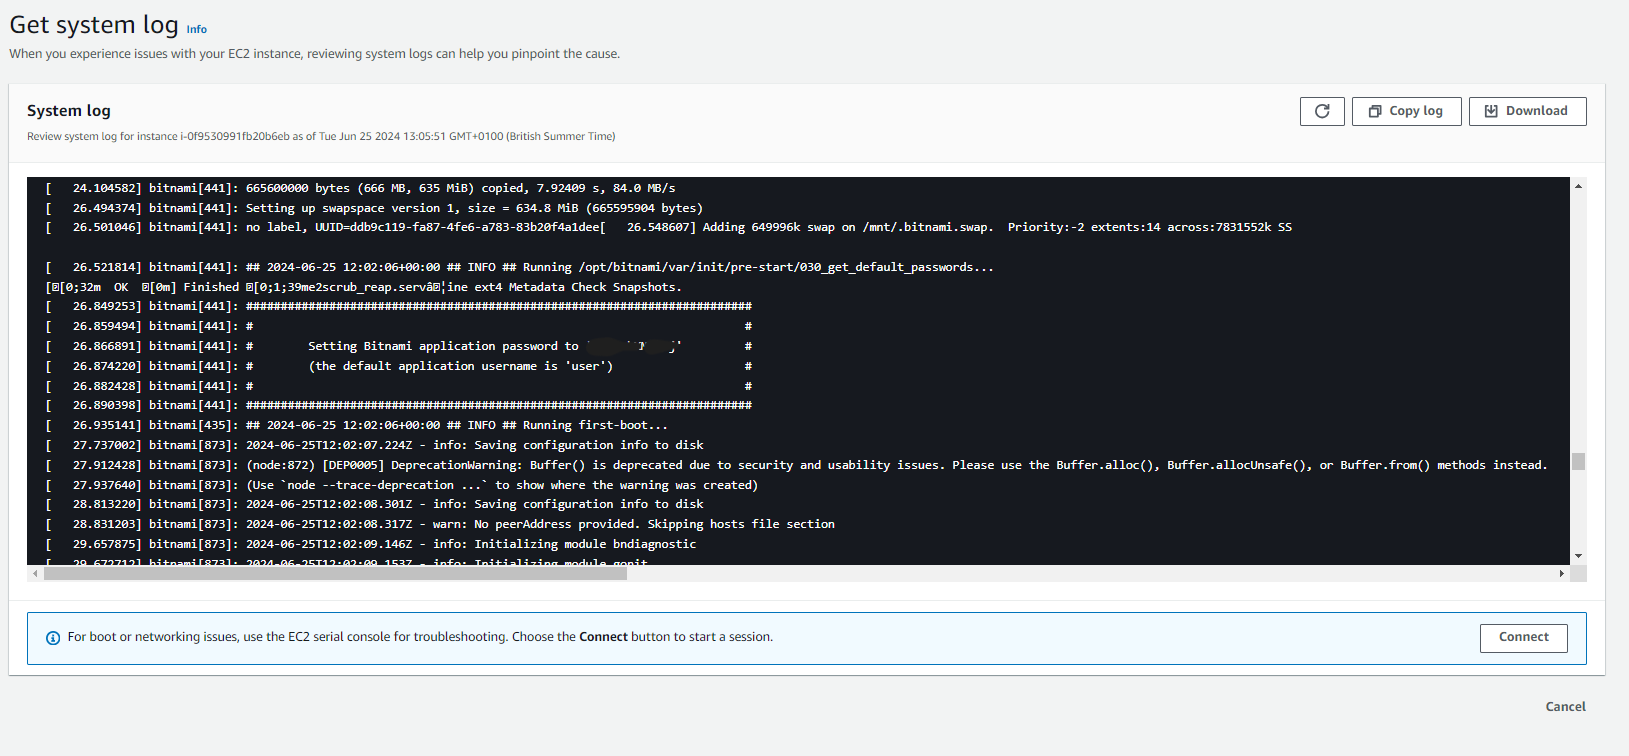 Get system log Info
When you experience issues with your EC2 instance, reviewing system logs can help you pinpoint the cause.
System log
Copy log
Download
Review system log for instance i-0f9530991fb20b6eb as of Tue Jun 25 2024 13:05:51 GMT+0100 (British Summer Time)
[   24.104582] bitnami[441]: 665600000 bytes (666 MB, 635 MiB) copied, 7.92409 s, 84.0 MB/s
[   26.494374] bitnami[441]: Setting up swapspace version 1, size = 634.8 MiB (665595904 bytes)
[   26.501046] bitnami[441]: no label, UUID=ddb9c119-fa87-4fe6-a783-83b20f4a1dee[   26.548607] Adding 649996k swap on /mnt/.bitnami.swap.  Priority:-2 extents:14 across:7831552k SS
[   26.521814] bitnami[441]: ## 2024-06-25 12:02:06+00:00 ## INFO ## Running /opt/bitnami/var/init/pre-start/030_get_default_passwords...
[[0;32m  OK  [0m] Finished [0;1;39me2scrub_reap.servâ¦ine ext4 Metadata Check Snapshots.
[   26.849253] bitnami[441]: #########################################################################
[   26.859494] bitnami[441]: #                                                                       #
[   26.866891] bitnami[441]: #        Setting Bitnami application password to '            #
[   26.874220] bitnami[441]: #        (the default application username is 'user')                   #
[   26.882428] bitnami[441]: #                                                                       #
[   26.890398] bitnami[441]: #########################################################################
[   26.935141] bitnami[435]: ## 2024-06-25 12:02:06+00:00 ## INFO ## Running first-boot...
[   27.737002] bitnami[873]: 2024-06-25T12:02:07.224Z - info: Saving configuration info to disk
[   27.912428] bitnami[873]: (node:872) [DEP0005] DeprecationWarning: Buffer() is deprecated due to security and usability issues. Please use the Buffer.alloc(), Buffer.allocUnsafe(), or Buffer.from() methods instead.
[   27.937640] bitnami[873]: (Use `node --trace-deprecation ...` to show where the warning was created)
[   28.813220] bitnami[873]: 2024-06-25T12:02:08.301Z - info: Saving configuration info to disk
[   28.831203] bitnami[873]: 2024-06-25T12:02:08.317Z - warn: No peerAddress provided. Skipping hosts file section
[   29.657875] bitnami[873]: 2024-06-25T12:02:09.146Z - info: Initializing module bndiagnostic
[   29.672712] bitnami[873]: 2024-06-25T12:02:09.153Z - info: Initializing module gonit
For boot or networking issues, use the EC2 serial console for troubleshooting. Choose the Connect button to start a session.
Connect
Cancel